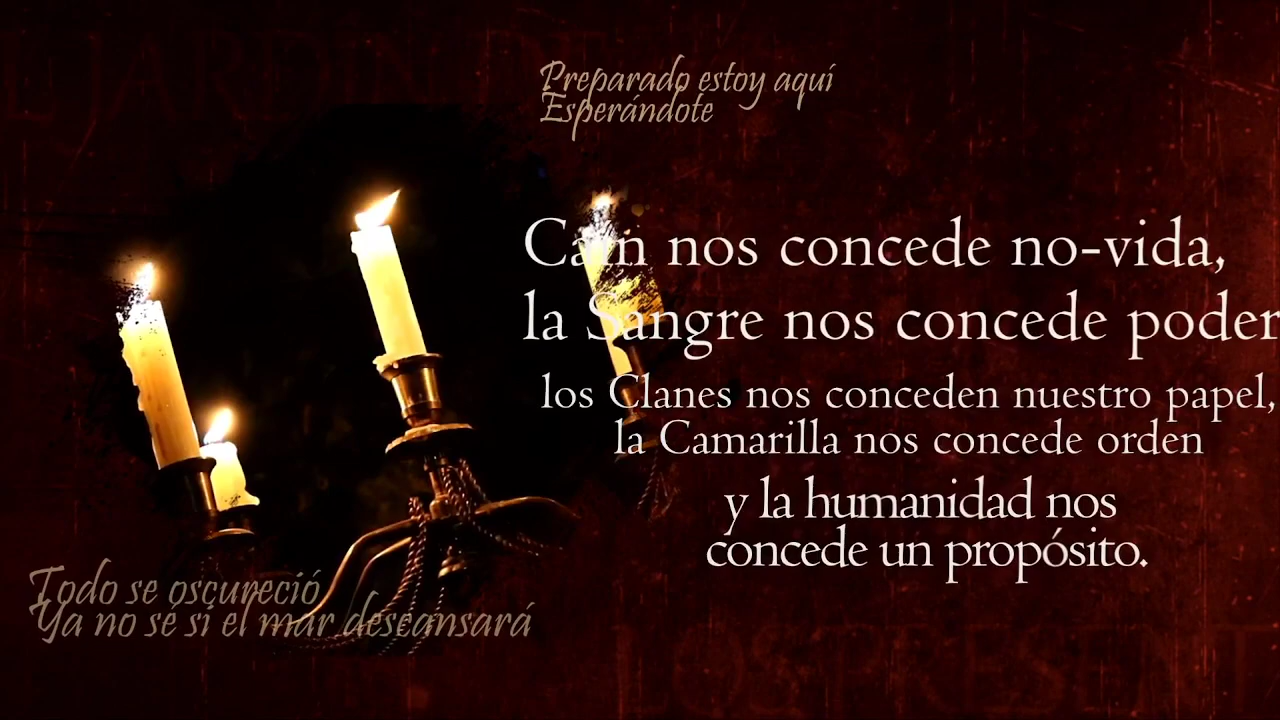 Preparado estoy aquí
Esperándote
Caín nos concede no-vida,
la Sangre nos concede poder
los Clanes nos conceden nuestro papel,
la Camarilla nos concede orden
y la humanidad nos
concede un propósito.
Todo se oscureció
Ya no sé si el mar descansará